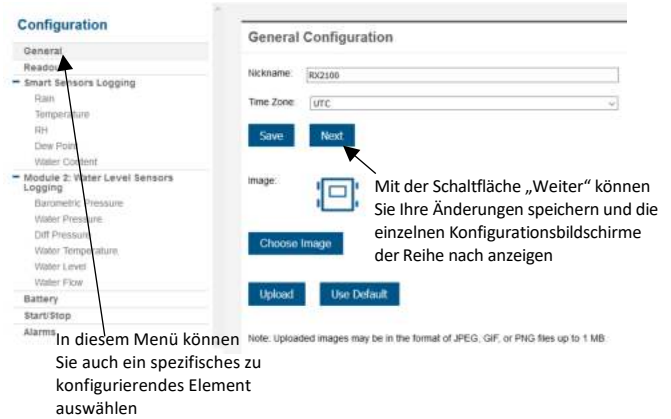 Configuration
General
Readout
Smart Sensors Logging
Rain
Temperature
RH
Dew Point
Water Content
Module 2: Water Level Sensors
Logging
Barometric Pressure
Water Pressure
Diff Pressure
Water Temperature
Water Level
Water Flow
Battery
Start/Stop
Alarms
In diesem Menü können
Sie auch ein spezifisches zu
konfigurierendes Element
auswählen
General Configuration
Nickname: RX2100
Time Zone: UTC
Save Next
Image:
Mit der Schaltfläche „Weiter“ können
Sie Ihre Änderungen speichern und die
einzelnen Konfigurationsbildschirme
der Reihe nach anzeigen
Choose Image
Upload Use Default
Note: Uploaded images may be in the format of JPEG, GIF, or PNG files up to 1 MB.